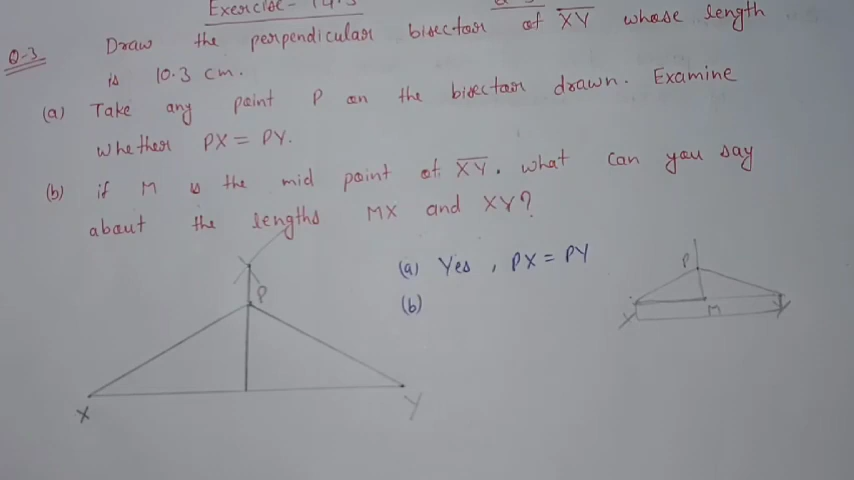 Exercise - 14.5
Q-3 Draw the perpendicular bisector of XY whose length
is 10.3 cm.
(a) Take any point P on the bisector drawn. Examine
whether PX = PY.
(b) if M is the mid point of XY. what can you say
about the lengths MX and XY?
(a) Yes, PX = PY
(b)
P
X
Y
P
M
X
Y